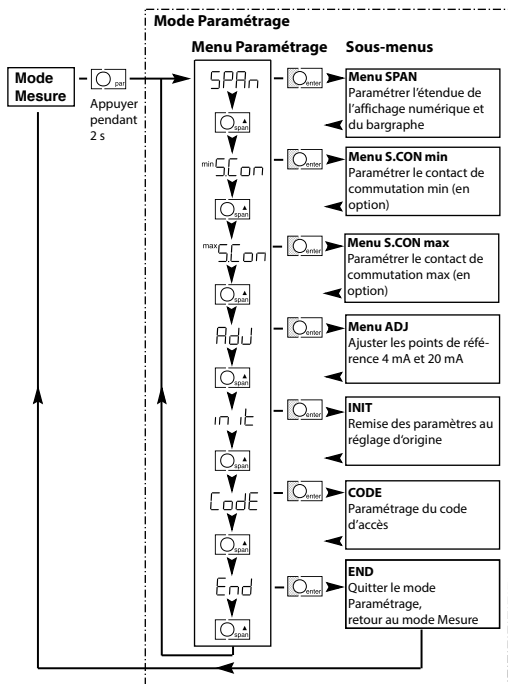 Mode Paramétrage
Menu Paramétrage Sous-menus
Mode
Mesure
par
Appuyer
pendant
2 s
SPAn
enter
Menu SPAN
Paramétrer l'étendue de
l'affichage numérique et
du bargraphe
span
min S.Con
enter
Menu S.CON min
Paramétrer le contact de
commutation min (en
option)
span
max S.Con
enter
Menu S.CON max
Paramétrer le contact de
commutation max (en
option)
span
AdJ
enter
Menu ADJ
Ajuster les points de réfé-
rence 4 mA et 20 mA
span
init
enter
INIT
Remise des paramètres au
réglage d'origine
span
CodE
enter
CODE
Paramétrage du code
d'accès
span
End
enter
END
Quitter le mode
Paramétrage,
retour au mode Mesure
span